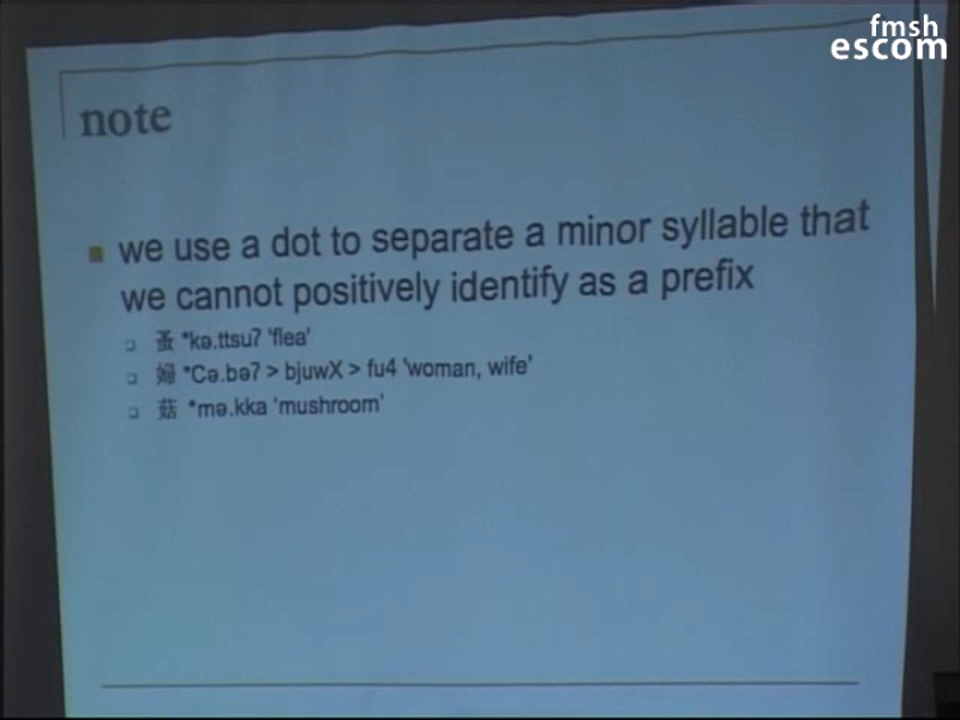 fmsh
escom
note
we use a dot to separate a minor syllable that
we cannot positively identify as a prefix
蚤 *kə.ttsuʔ 'flea'
婦 *Cə.bəʔ > bjuwX > fu4 'woman, wife'
菇 *mə.kka 'mushroom'